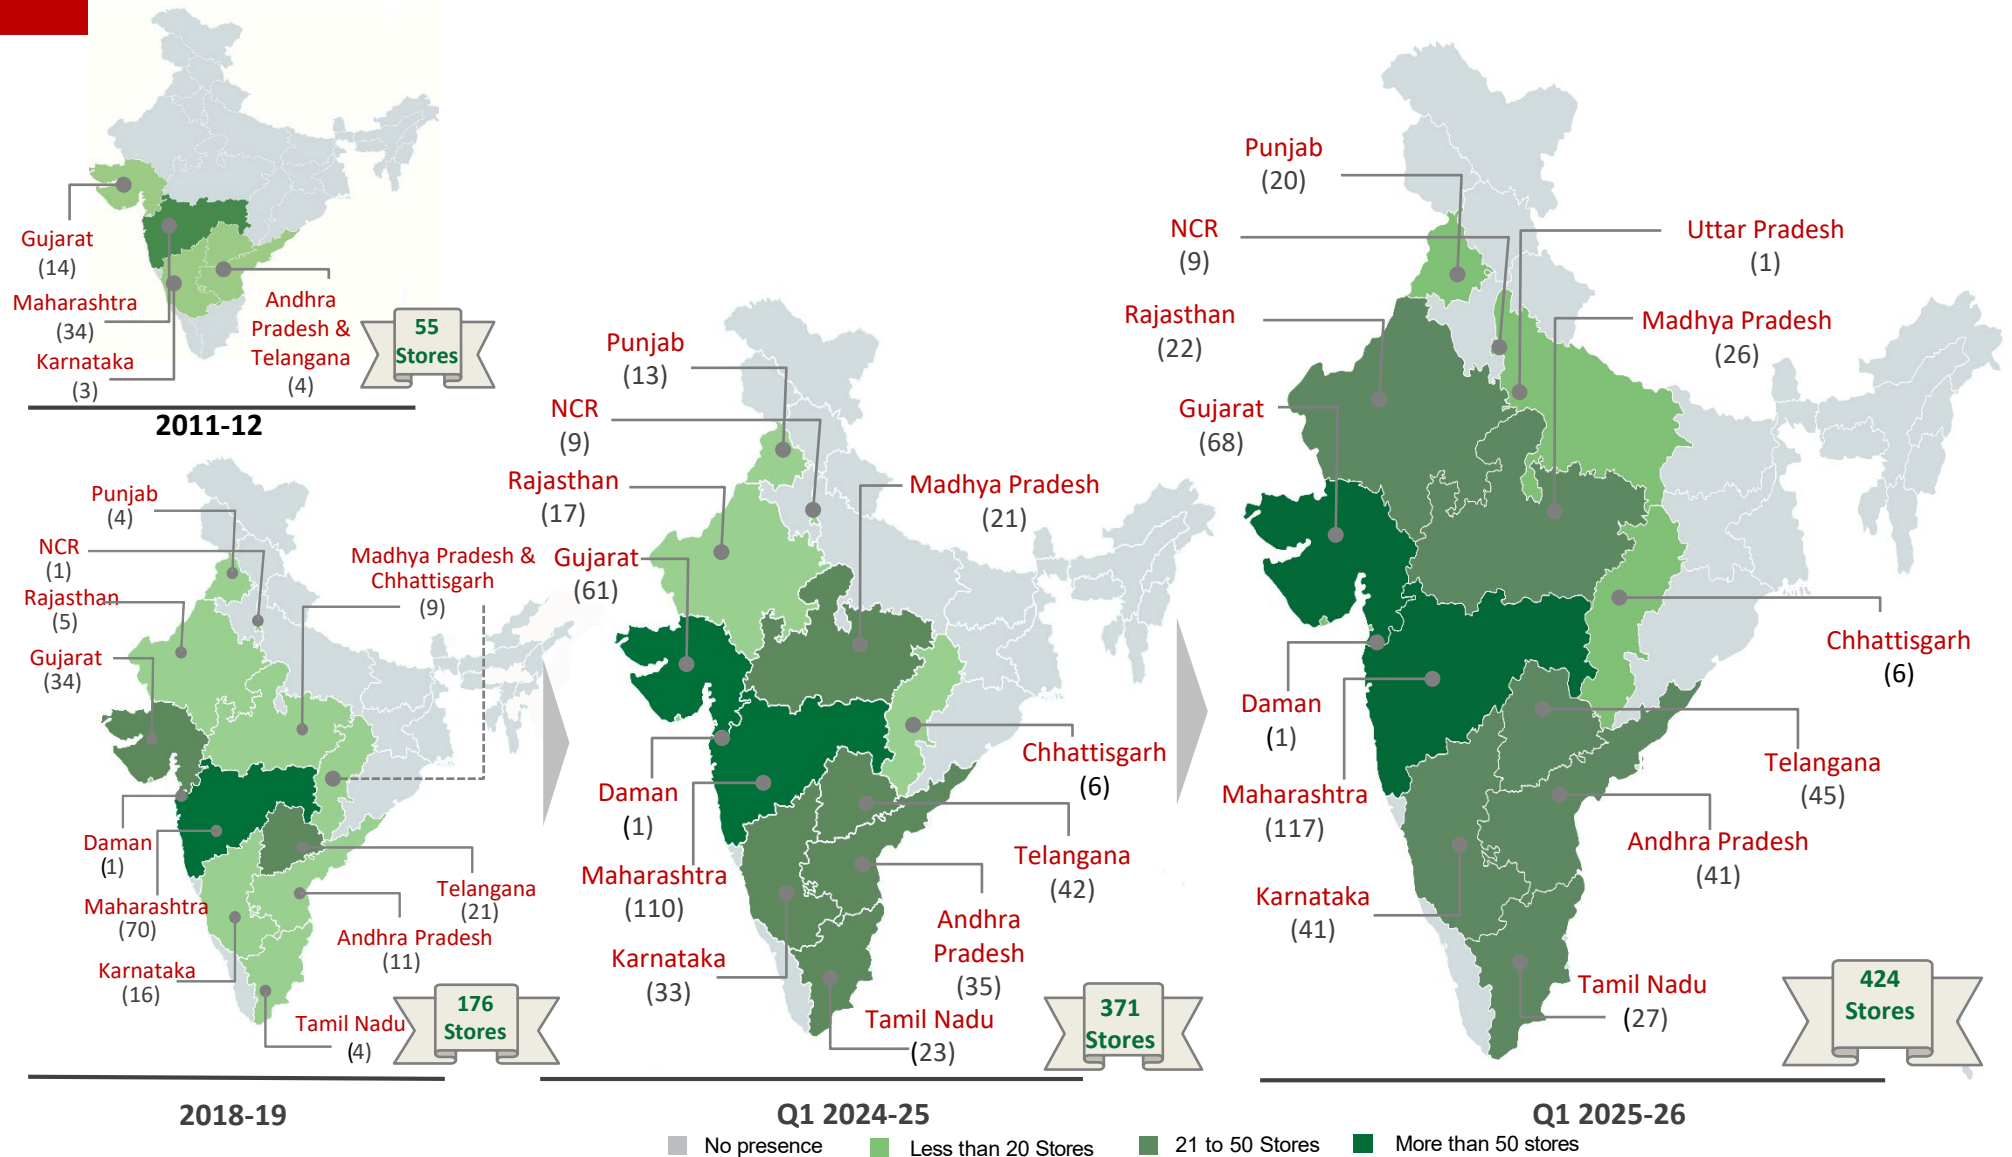 Gujarat
(14)
Maharashtra
(34)
Karnataka
(3)
Andhra
Pradesh &
Telangana
(4)
55
Stores
2011-12
Punjab
(4)
NCR
(1)
Rajasthan
(5)
Gujarat
(34)
Madhya Pradesh &
Chhattisgarh
(9)
Daman
(1)
Maharashtra
(70)
Karnataka
(16)
Telangana
(21)
Andhra Pradesh
(11)
Tamil Nadu
(4)
176
Stores
2018-19
Punjab
(13)
NCR
(9)
Rajasthan
(17)
Gujarat
(61)
Madhya Pradesh
(21)
Chhattisgarh
(6)
Daman
(1)
Maharashtra
(110)
Karnataka
(33)
Telangana
(42)
Andhra
Pradesh
(35)
Tamil Nadu
(23)
371
Stores
Q1 2024-25
Punjab
(20)
NCR
(9)
Rajasthan
(22)
Gujarat
(68)
Uttar Pradesh
(1)
Madhya Pradesh
(26)
Chhattisgarh
(6)
Daman
(1)
Maharashtra
(117)
Karnataka
(41)
Telangana
(45)
Andhra Pradesh
(41)
Tamil Nadu
(27)
424
Stores
Q1 2025-26
No presence
Less than 20 Stores
21 to 50 Stores
More than 50 stores